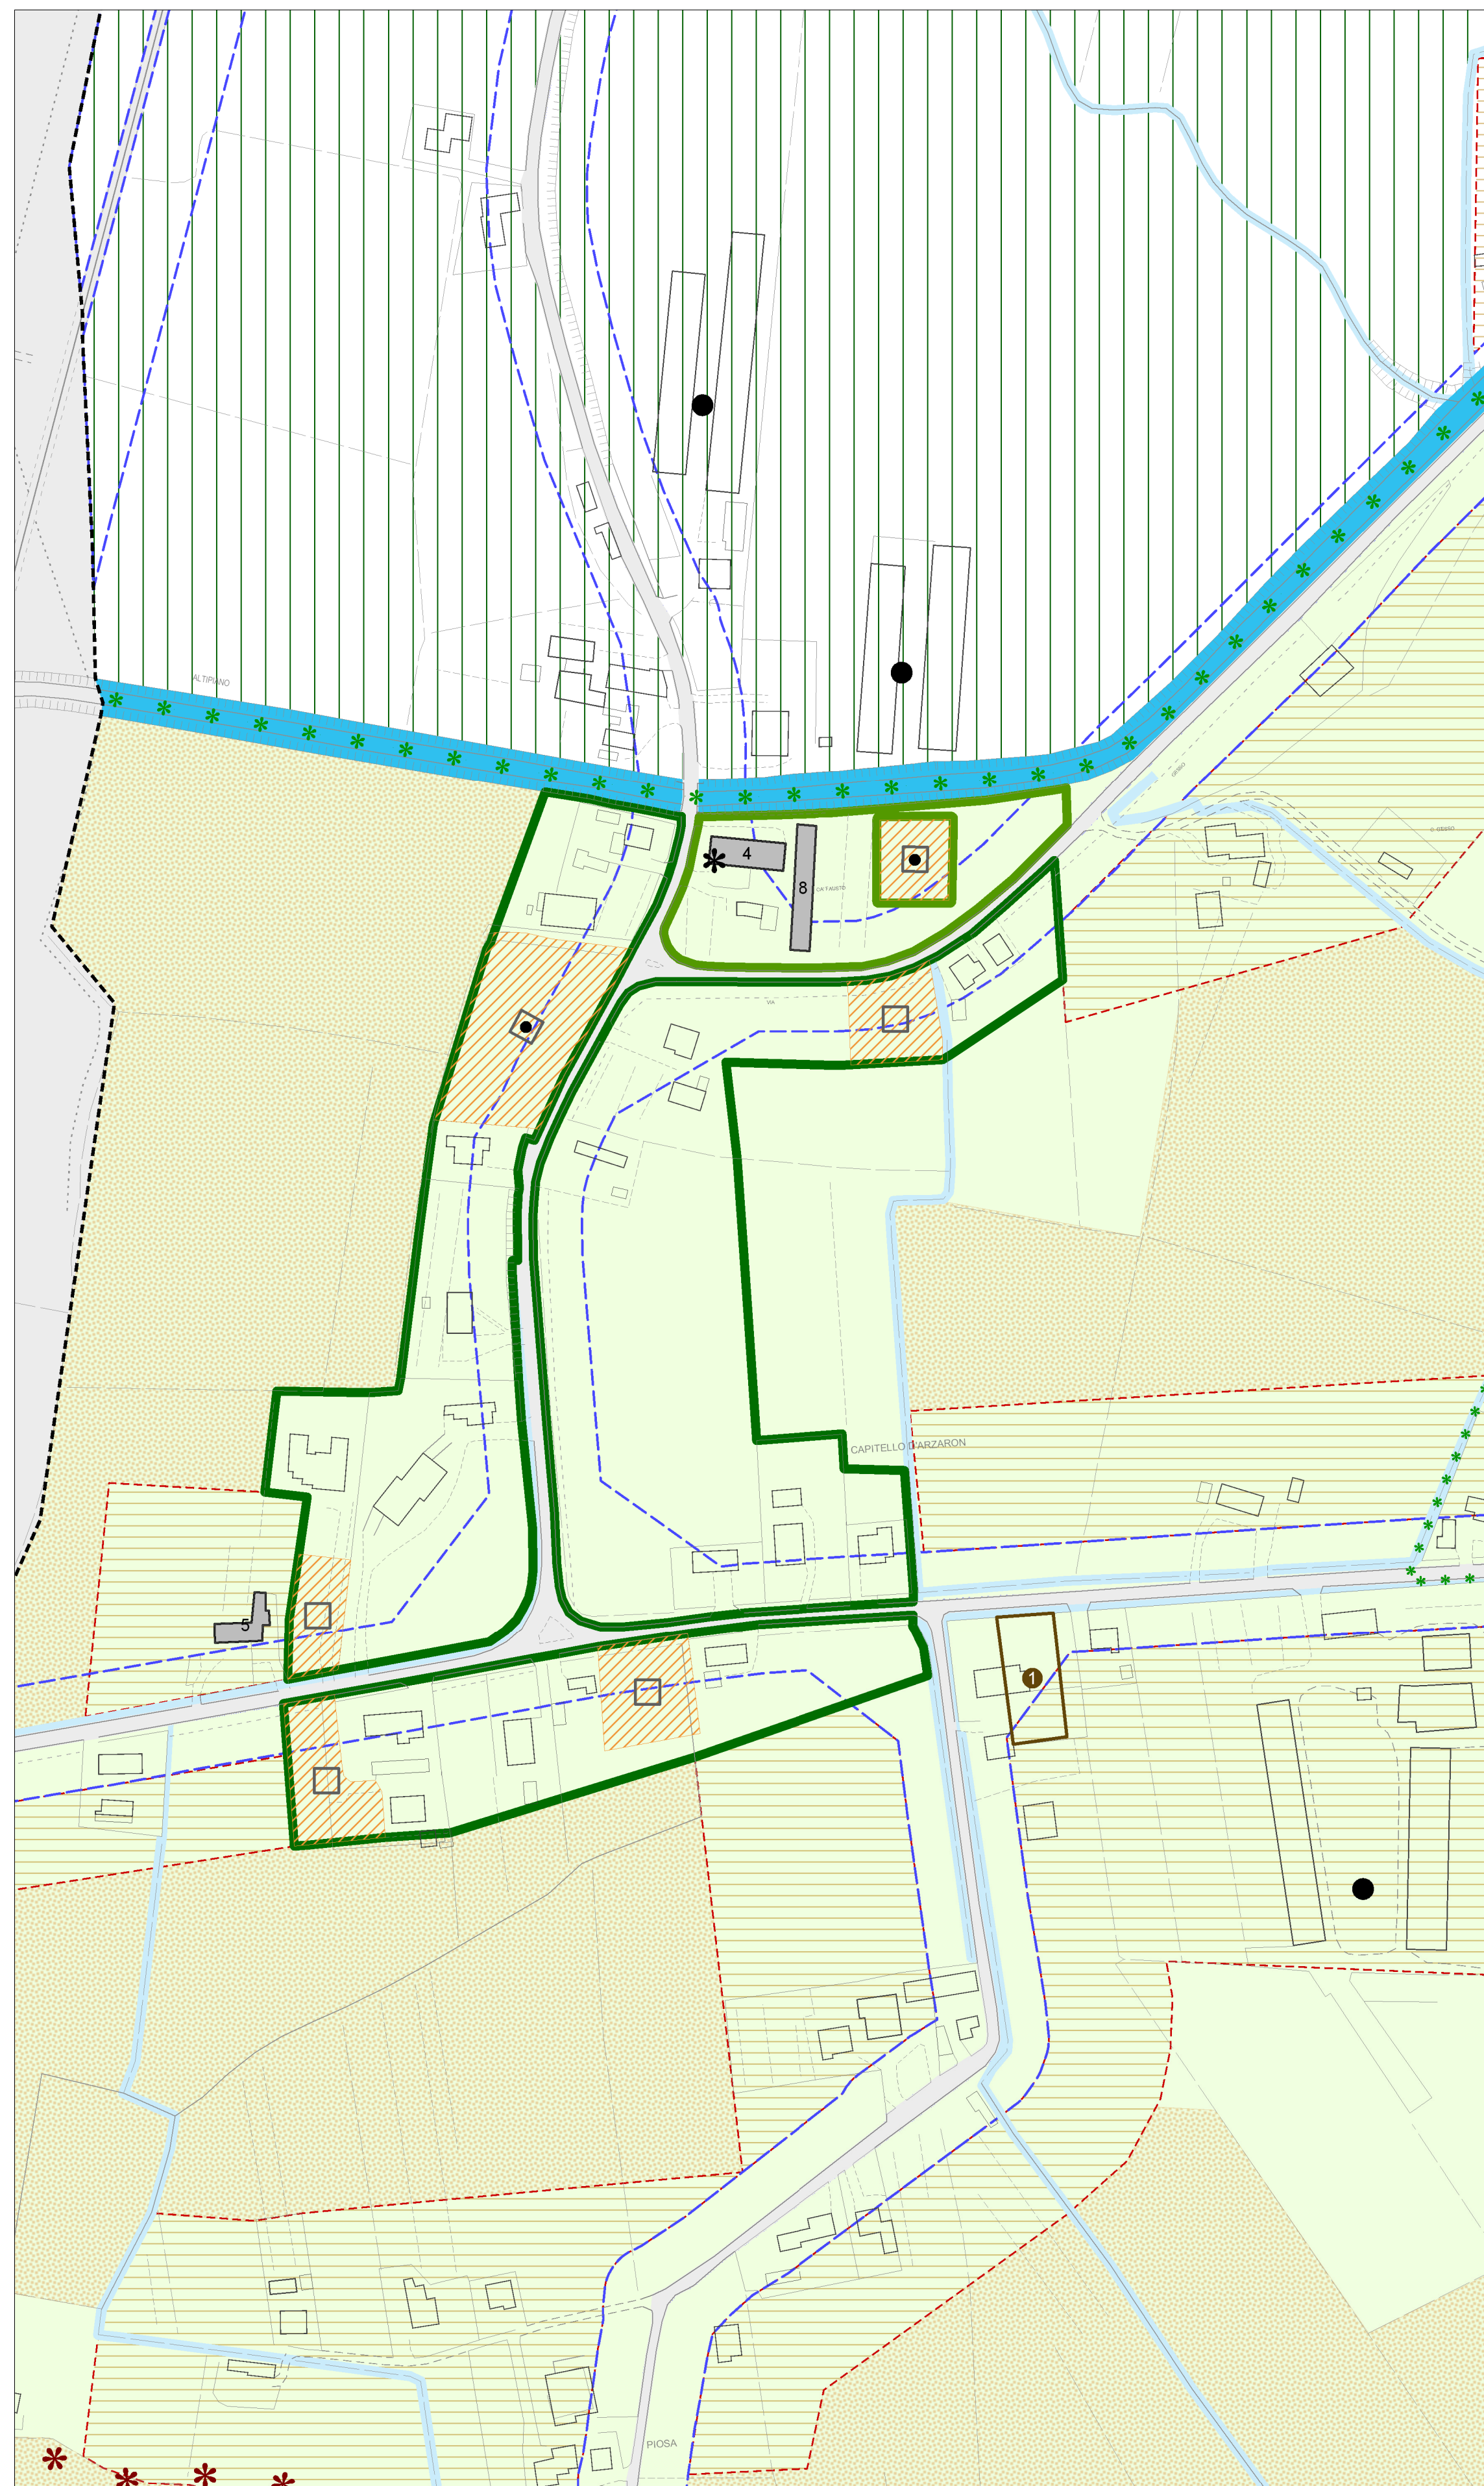 ALTIPIANO
4
8
CA' FAUSTO
VIA
CAPITELLO D'ARZARON
5
1
PIOSA